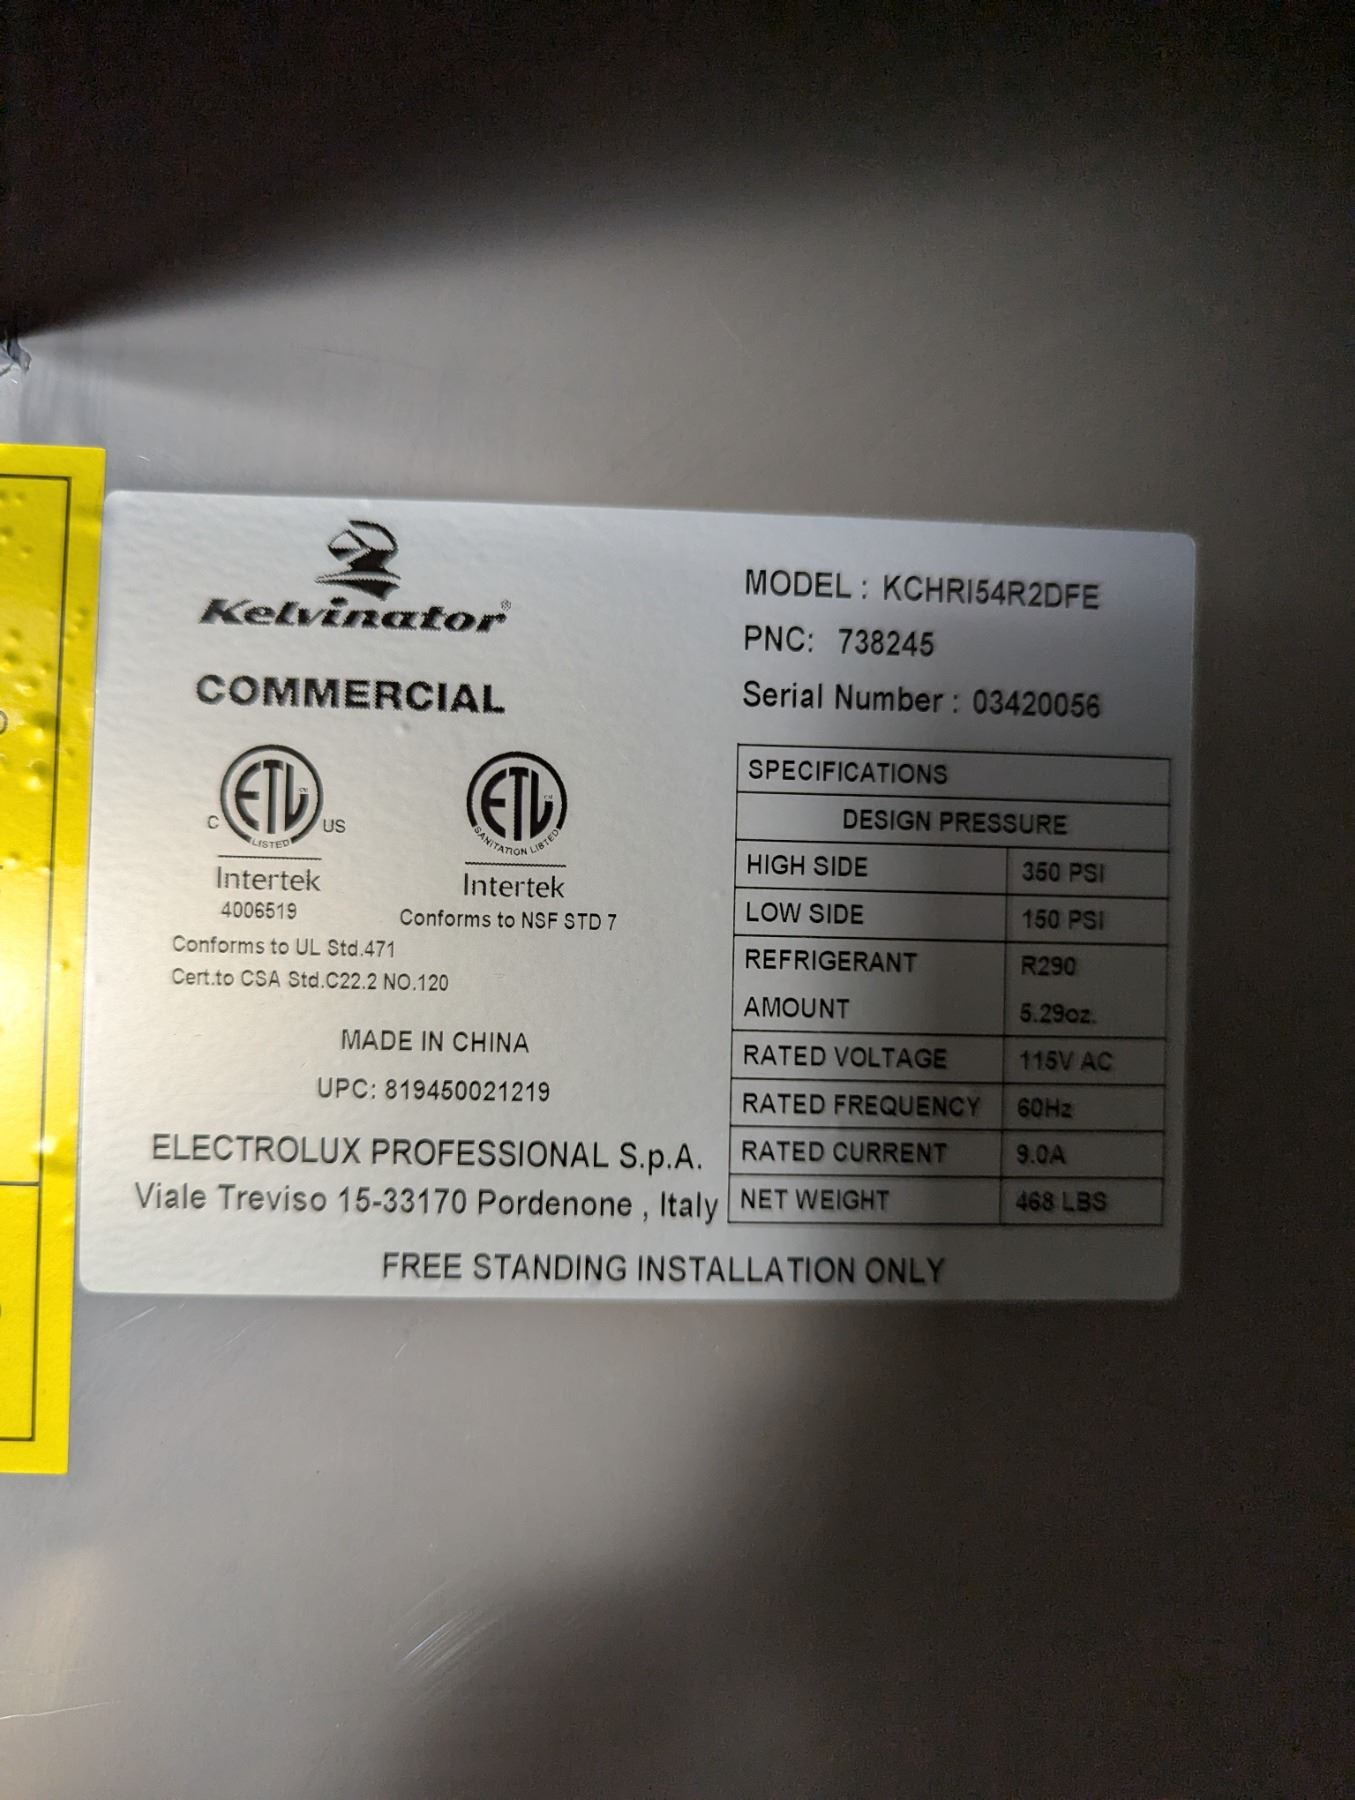 Kelvinator®
COMMERCIAL
C ETL CM US
LISTED
Intertek
4006519
Conforms to UL Std.471
Cert.to CSA Std.C22.2 NO.120
ETL CM
SANITATION LISTED
Intertek
Conforms to NSF STD 7
MADE IN CHINA
UPC: 819450021219
ELECTROLUX PROFESSIONAL S.p.A.
Viale Treviso 15-33170 Pordenone , Italy
MODEL : KCHRI54R2DFE
PNC: 738245
Serial Number : 03420056
SPECIFICATIONS
DESIGN PRESSURE
HIGH SIDE 350 PSI
LOW SIDE 150 PSI
REFRIGERANT R290
AMOUNT 5.29oz.
RATED VOLTAGE 115V AC
RATED FREQUENCY 60Hz
RATED CURRENT 9.0A
NET WEIGHT 468 LBS
FREE STANDING INSTALLATION ONLY